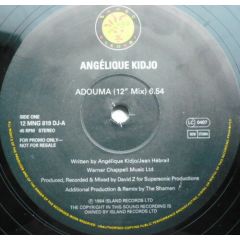 MANGO
ANGÉLIQUE KIDJO
ADOUMA (12" Mix) 6.54
SIDE ONE
12 MNG 819 DJ-A
45 RPM STEREO
FOR PROMO ONLY—
NOT FOR RESALE
LC 0407
Written by Angélique Kidjo/Jean Hébrail
Warner Chappell Music Ltd
Produced, Recorded & Mixed by David Z for Supersonic Productions
Additional Production & Remix by The Shamen
℗ 1994 ISLAND RECORDS LTD
THE COPYRIGHT IN THIS SOUND RECORDING IS
OWNED BY ISLAND RECORDS LTD